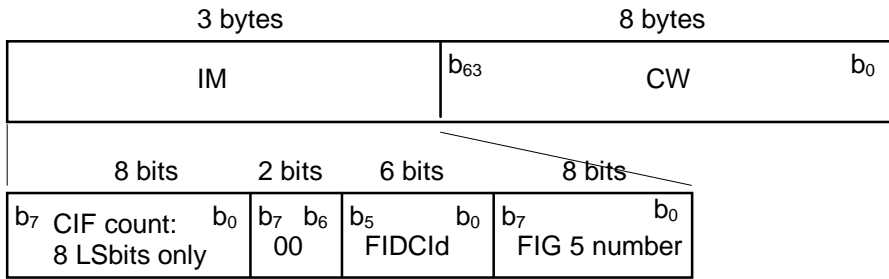 3 bytes 8 bytes
IM b₆₃ CW b₀
8 bits 2 bits 6 bits 8 bits
b₇ CIF count: b₀ b₇ b₆ b₅ b₀ b₇ b₀
8 LSbits only 00 FIDCId FIG 5 number